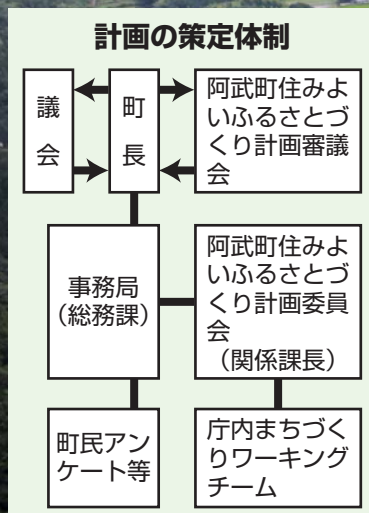 計画の策定体制
議
会
町
長
阿武町住みよ
いふるさとづ
くり計画審議
会
事務局
（総務課）
阿武町住みよ
いふるさとづ
くり計画委員
会
（関係課長）
町民アン
ケート等
庁内まちづく
りワーキング
チーム